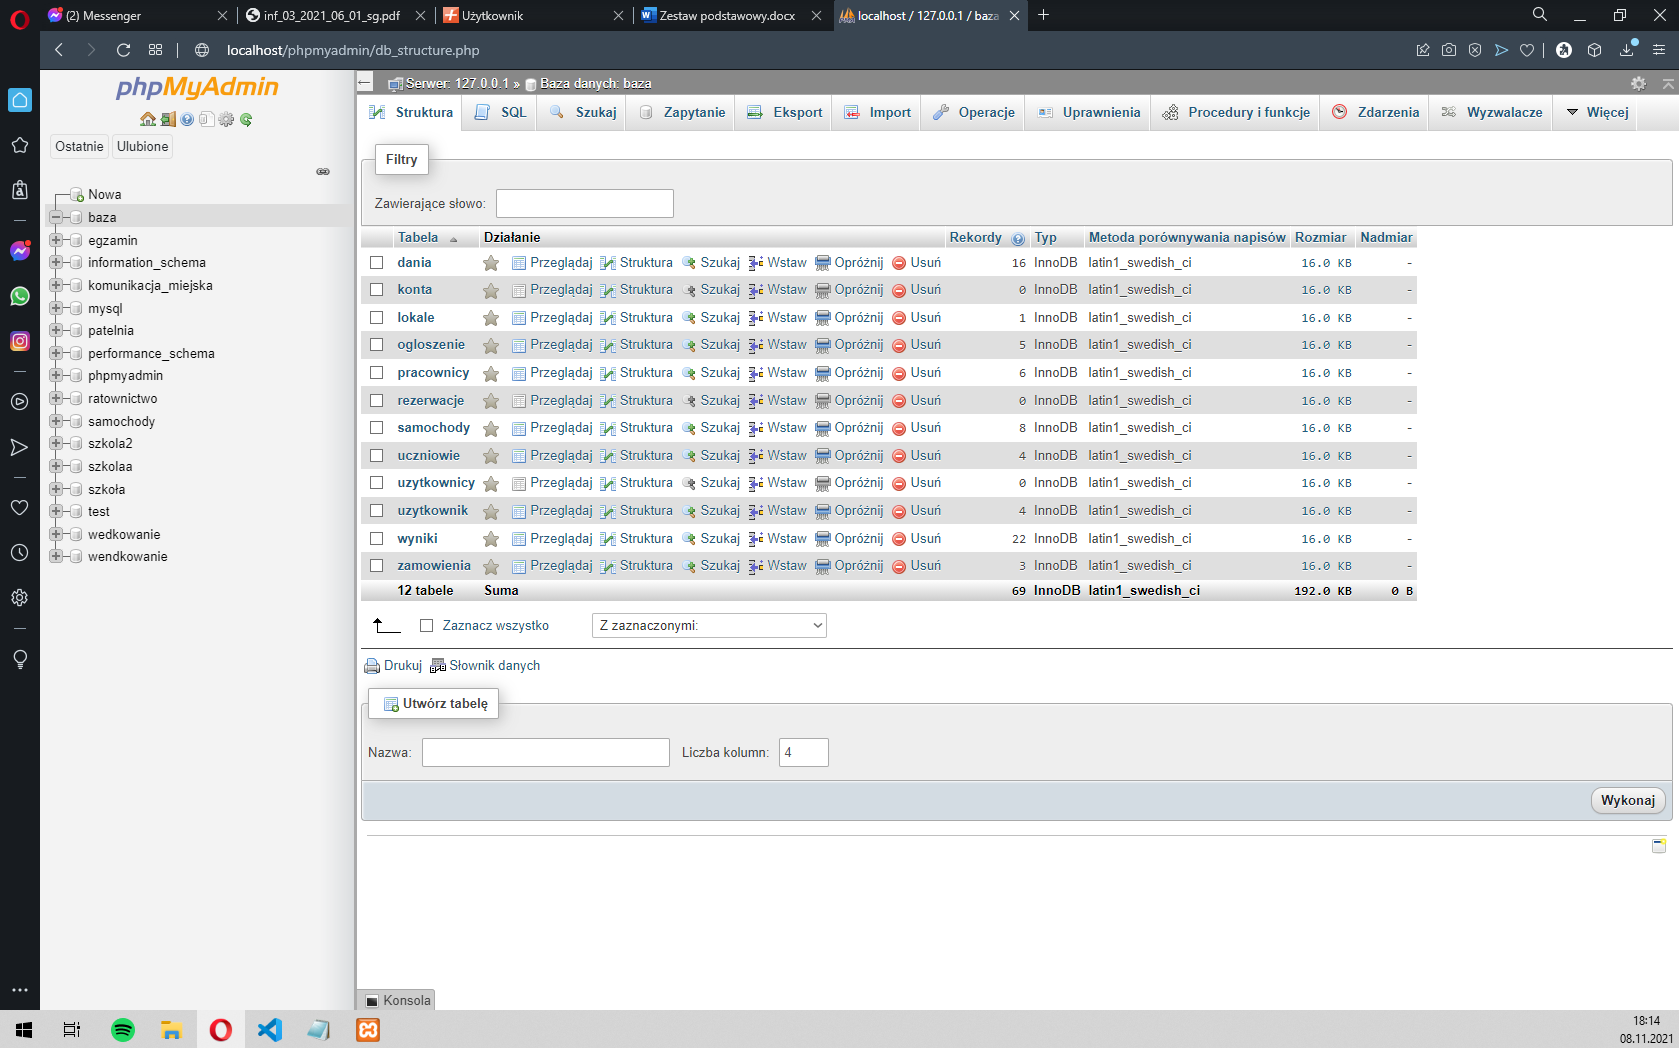 (2) Messenger
inf_03_2021_06_01_sg.pdf
Użytkownik
Zestaw podstawowy.docx
localhost / 127.0.0.1 / baza
localhost/phpmyadmin/db_structure.php
phpMyAdmin
Ostatnie Ulubione
Nowa
baza
egzamin
information_schema
komunikacja_miejska
mysql
patelnia
performance_schema
phpmyadmin
ratownictwo
samochody
szkola2
szkolaa
szkoła
test
wedkowanie
wendkowanie
Serwer: 127.0.0.1 » Baza danych: baza
Struktura SQL Szukaj Zapytanie Eksport Import Operacje Uprawnienia Procedury i funkcje Zdarzenia Wyzwalacze Więcej
Filtry
Zawierające słowo:
Tabela Działanie Rekordy Typ Metoda porównywania napisów Rozmiar Nadmiar
dania Przeglądaj Struktura Szukaj Wstaw Opróżnij Usuń 16 InnoDB latin1_swedish_ci 16.0 KB -
konta Przeglądaj Struktura Szukaj Wstaw Opróżnij Usuń 0 InnoDB latin1_swedish_ci 16.0 KB -
lokale Przeglądaj Struktura Szukaj Wstaw Opróżnij Usuń 1 InnoDB latin1_swedish_ci 16.0 KB -
ogloszenie Przeglądaj Struktura Szukaj Wstaw Opróżnij Usuń 5 InnoDB latin1_swedish_ci 16.0 KB -
pracownicy Przeglądaj Struktura Szukaj Wstaw Opróżnij Usuń 6 InnoDB latin1_swedish_ci 16.0 KB -
rezerwacje Przeglądaj Struktura Szukaj Wstaw Opróżnij Usuń 0 InnoDB latin1_swedish_ci 16.0 KB -
samochody Przeglądaj Struktura Szukaj Wstaw Opróżnij Usuń 8 InnoDB latin1_swedish_ci 16.0 KB -
uczniowie Przeglądaj Struktura Szukaj Wstaw Opróżnij Usuń 4 InnoDB latin1_swedish_ci 16.0 KB -
uzytkownicy Przeglądaj Struktura Szukaj Wstaw Opróżnij Usuń 0 InnoDB latin1_swedish_ci 16.0 KB -
uzytkownik Przeglądaj Struktura Szukaj Wstaw Opróżnij Usuń 4 InnoDB latin1_swedish_ci 16.0 KB -
wyniki Przeglądaj Struktura Szukaj Wstaw Opróżnij Usuń 22 InnoDB latin1_swedish_ci 16.0 KB -
zamowienia Przeglądaj Struktura Szukaj Wstaw Opróżnij Usuń 3 InnoDB latin1_swedish_ci 16.0 KB -
12 tabele Suma 69 InnoDB latin1_swedish_ci 192.0 KB 0 B
Zaznacz wszystko Z zaznaczonymi:
Drukuj Słownik danych
Utwórz tabelę
Nazwa: Liczba kolumn: 4
Wykonaj
Konsola
18:14
08.11.2021